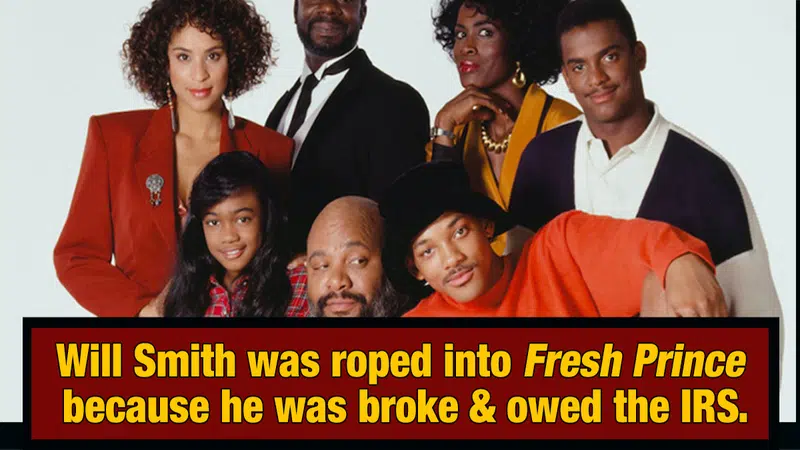 Will Smith was roped into Fresh Prince
because he was broke & owed the IRS.